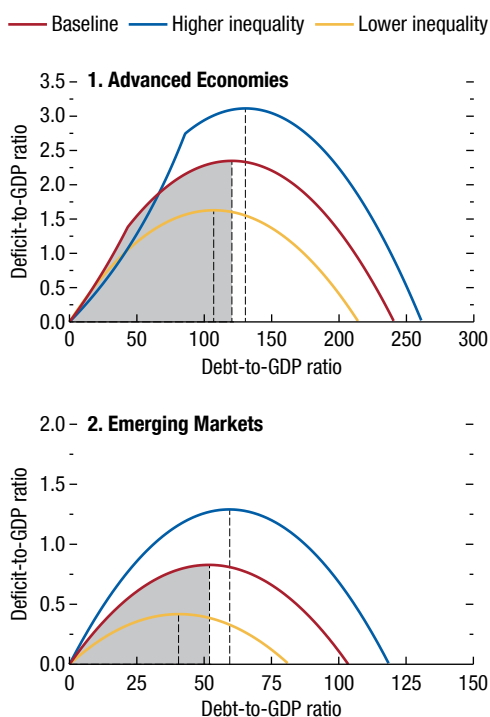 Baseline Higher inequality Lower inequality
1. Advanced Economies
3.5
3.0
2.5
2.0
1.5
1.0
0.5
0.0
Deficit-to-GDP ratio
0 50 100 150 200 250 300
Debt-to-GDP ratio
2. Emerging Markets
2.0
1.5
1.0
0.5
0.0
Deficit-to-GDP ratio
0 25 50 75 100 125 150
Debt-to-GDP ratio